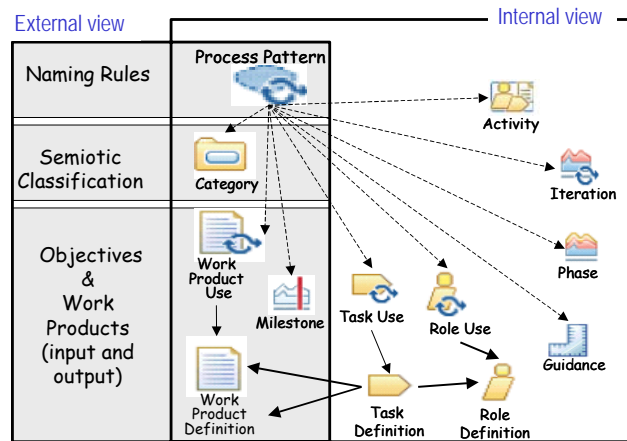 External view
Internal view
Naming Rules
Process Pattern
Activity
Semiotic
Classification
Category
Iteration
Objectives
&
Work
Products
(input and
output)
Work
Product
Use
Milestone
Task Use
Role Use
Phase
Guidance
Work
Product
Definition
Task
Definition
Role
Definition